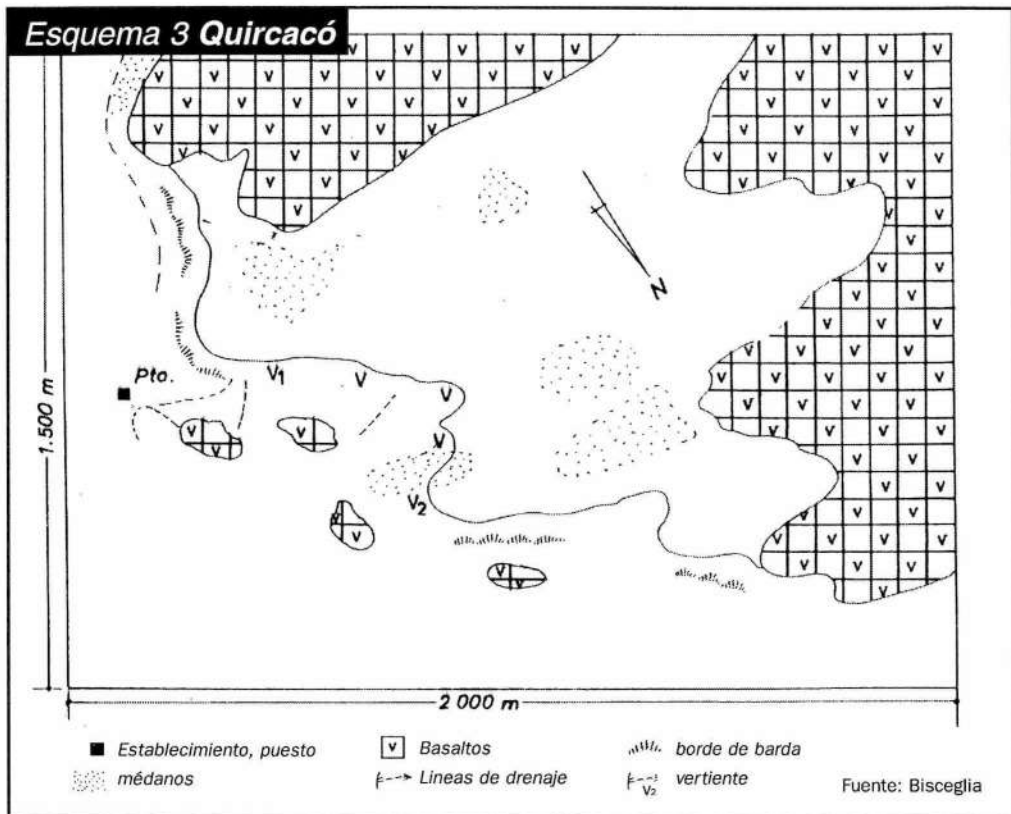 Esquema 3 Quircacó
N
Pto.
V1
V2
1.500 m
2 000 m
Establecimiento, puesto
Basaltos
borde de barda
médanos
Lineas de drenaje
V2 vertiente
Fuente: Bisceglia